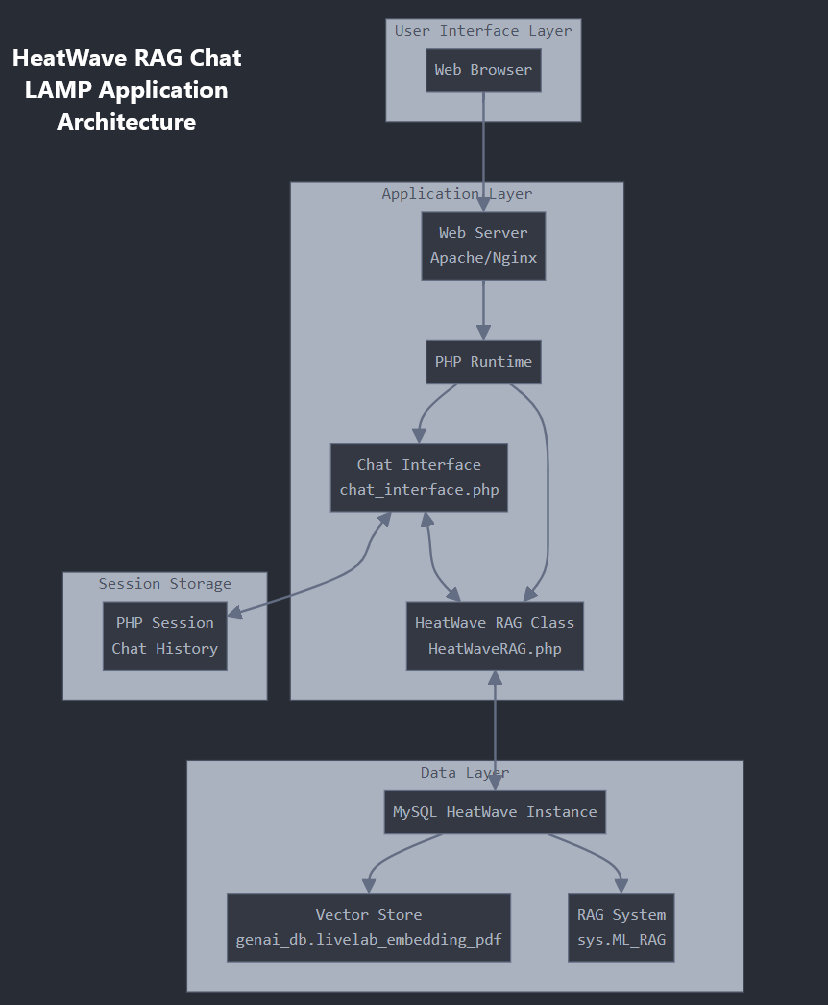 HeatWave RAG Chat
LAMP Application
Architecture
User Interface Layer
Web Browser
Application Layer
Web Server
Apache/Nginx
PHP Runtime
Chat Interface
chat_interface.php
Session Storage
PHP Session
Chat History
HeatWave RAG Class
HeatWaveRAG.php
Data Layer
MySQL HeatWave Instance
Vector Store
genai_db.livelab_embedding_pdf
RAG System
sys.ML_RAG